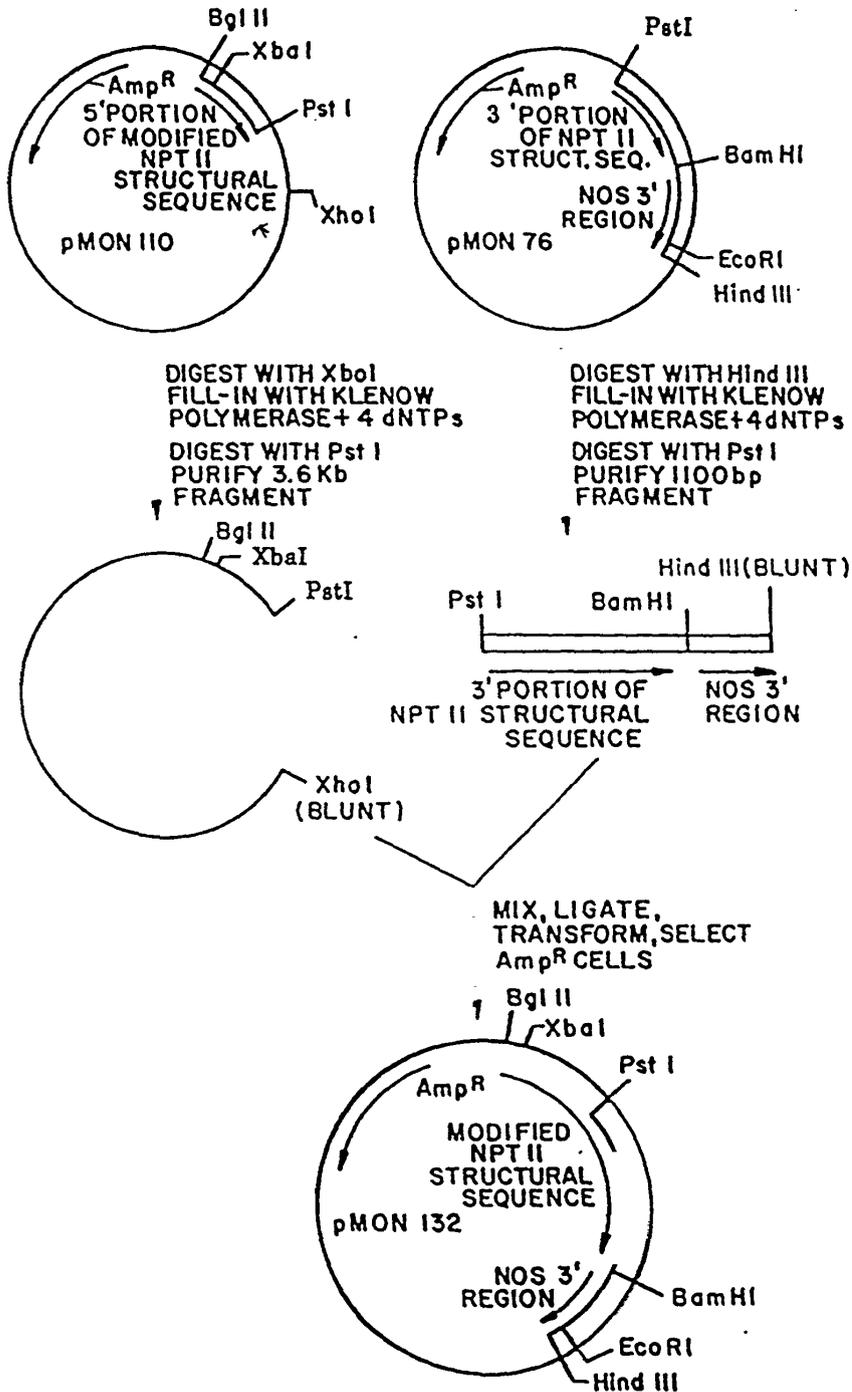 Bgl II
XbaI
AmpR
5' PORTION
OF MODIFIED
NPT II
STRUCTURAL
SEQUENCE
Pst I
XhoI
pMON 110
PstI
AmpR
3' PORTION
OF NPT II
STRUCT. SEQ.
BamHI
NOS 3'
REGION
pMON 76
EcoRI
Hind III
DIGEST WITH XboI
FILL-IN WITH KLENOW
POLYMERASE+ 4 dNTPs
DIGEST WITH Pst I
PURIFY 3.6 Kb
FRAGMENT
DIGEST WITH Hind III
FILL-IN WITH KLENOW
POLYMERASE+4dNTPs
DIGEST WITH Pst I
PURIFY 1100bp
FRAGMENT
Bgl II
XbaI
PstI
XhoI
(BLUNT)
Hind III(BLUNT)
Pst I
BamHI
3' PORTION OF
NPT II STRUCTURAL
SEQUENCE
NOS 3'
REGION
MIX, LIGATE,
TRANSFORM, SELECT
AmpR CELLS
Bgl II
XbaI
Pst I
AmpR
MODIFIED
NPT II
STRUCTURAL
SEQUENCE
pMON 132
NOS 3'
REGION
BamHI
EcoRI
Hind III